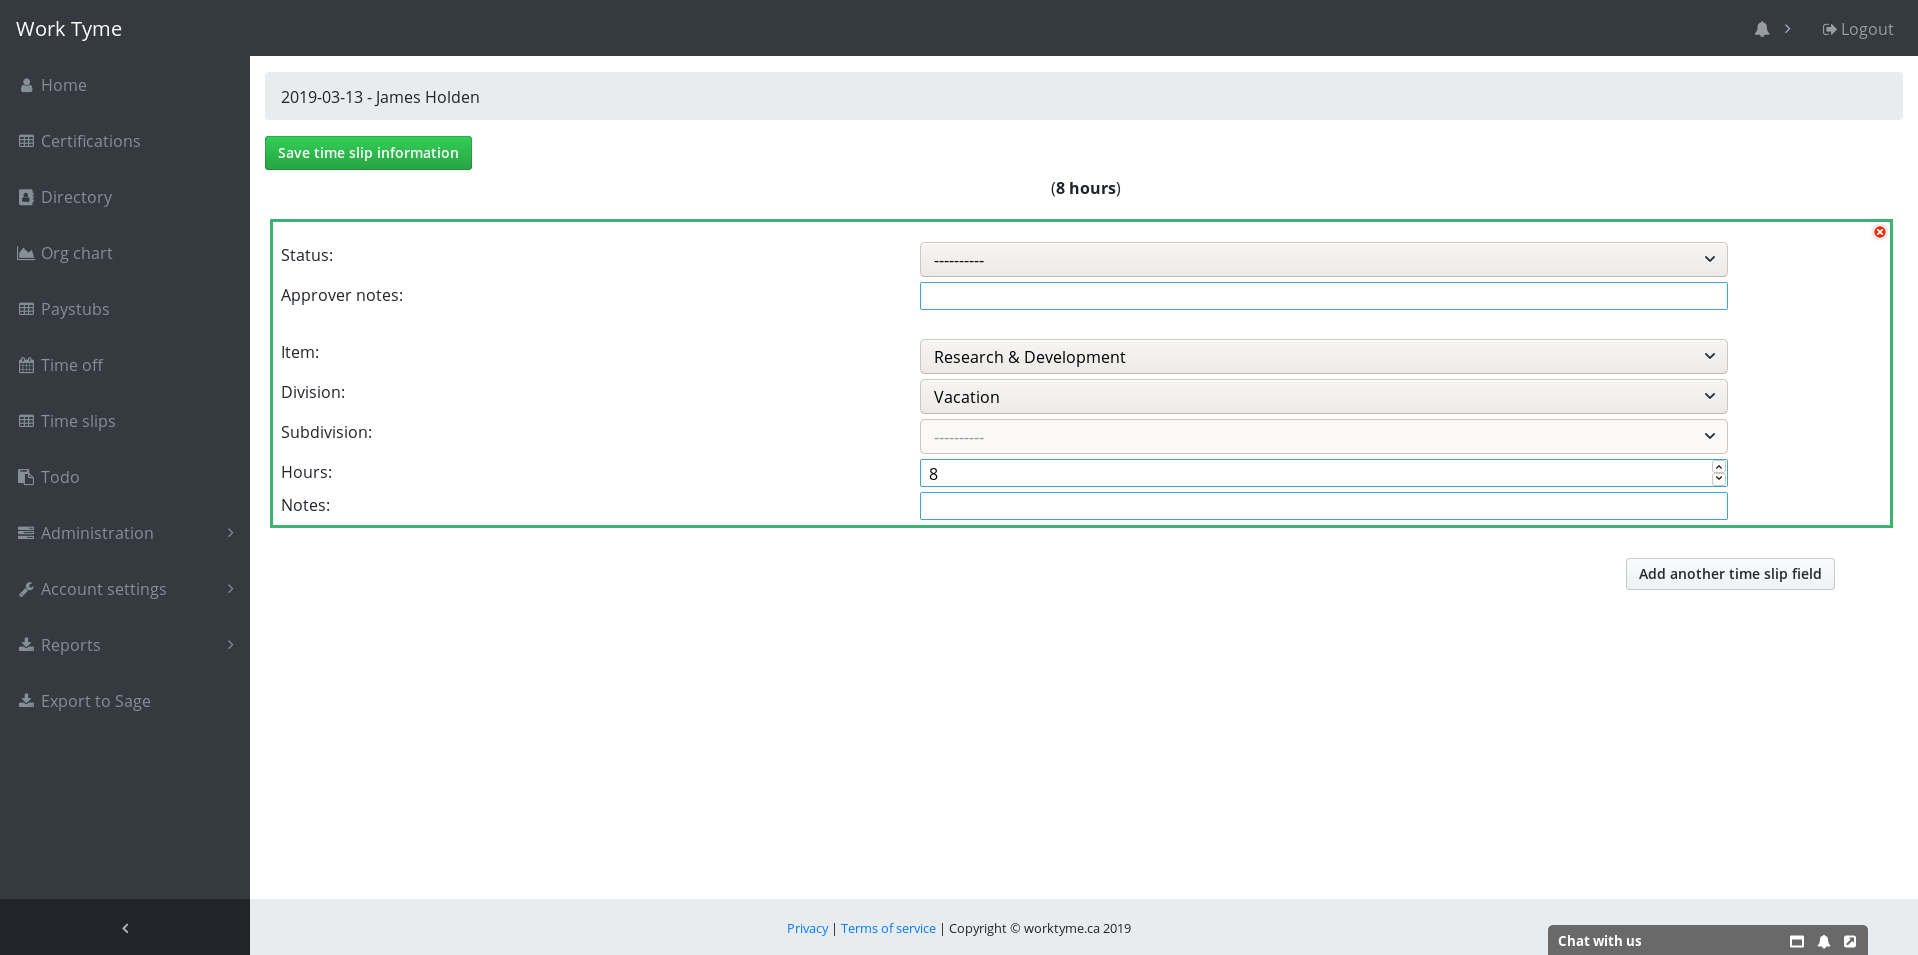 Work Tyme
Logout
Home
Certifications
Directory
Org chart
Paystubs
Time off
Time slips
Todo
Administration
Account settings
Reports
Export to Sage
2019-03-13 - James Holden
Save time slip information
(8 hours)
Status: ----------
Approver notes:
Item: Research & Development
Division: Vacation
Subdivision: ----------
Hours: 8
Notes:
Add another time slip field
Privacy | Terms of service | Copyright © worktyme.ca 2019
Chat with us